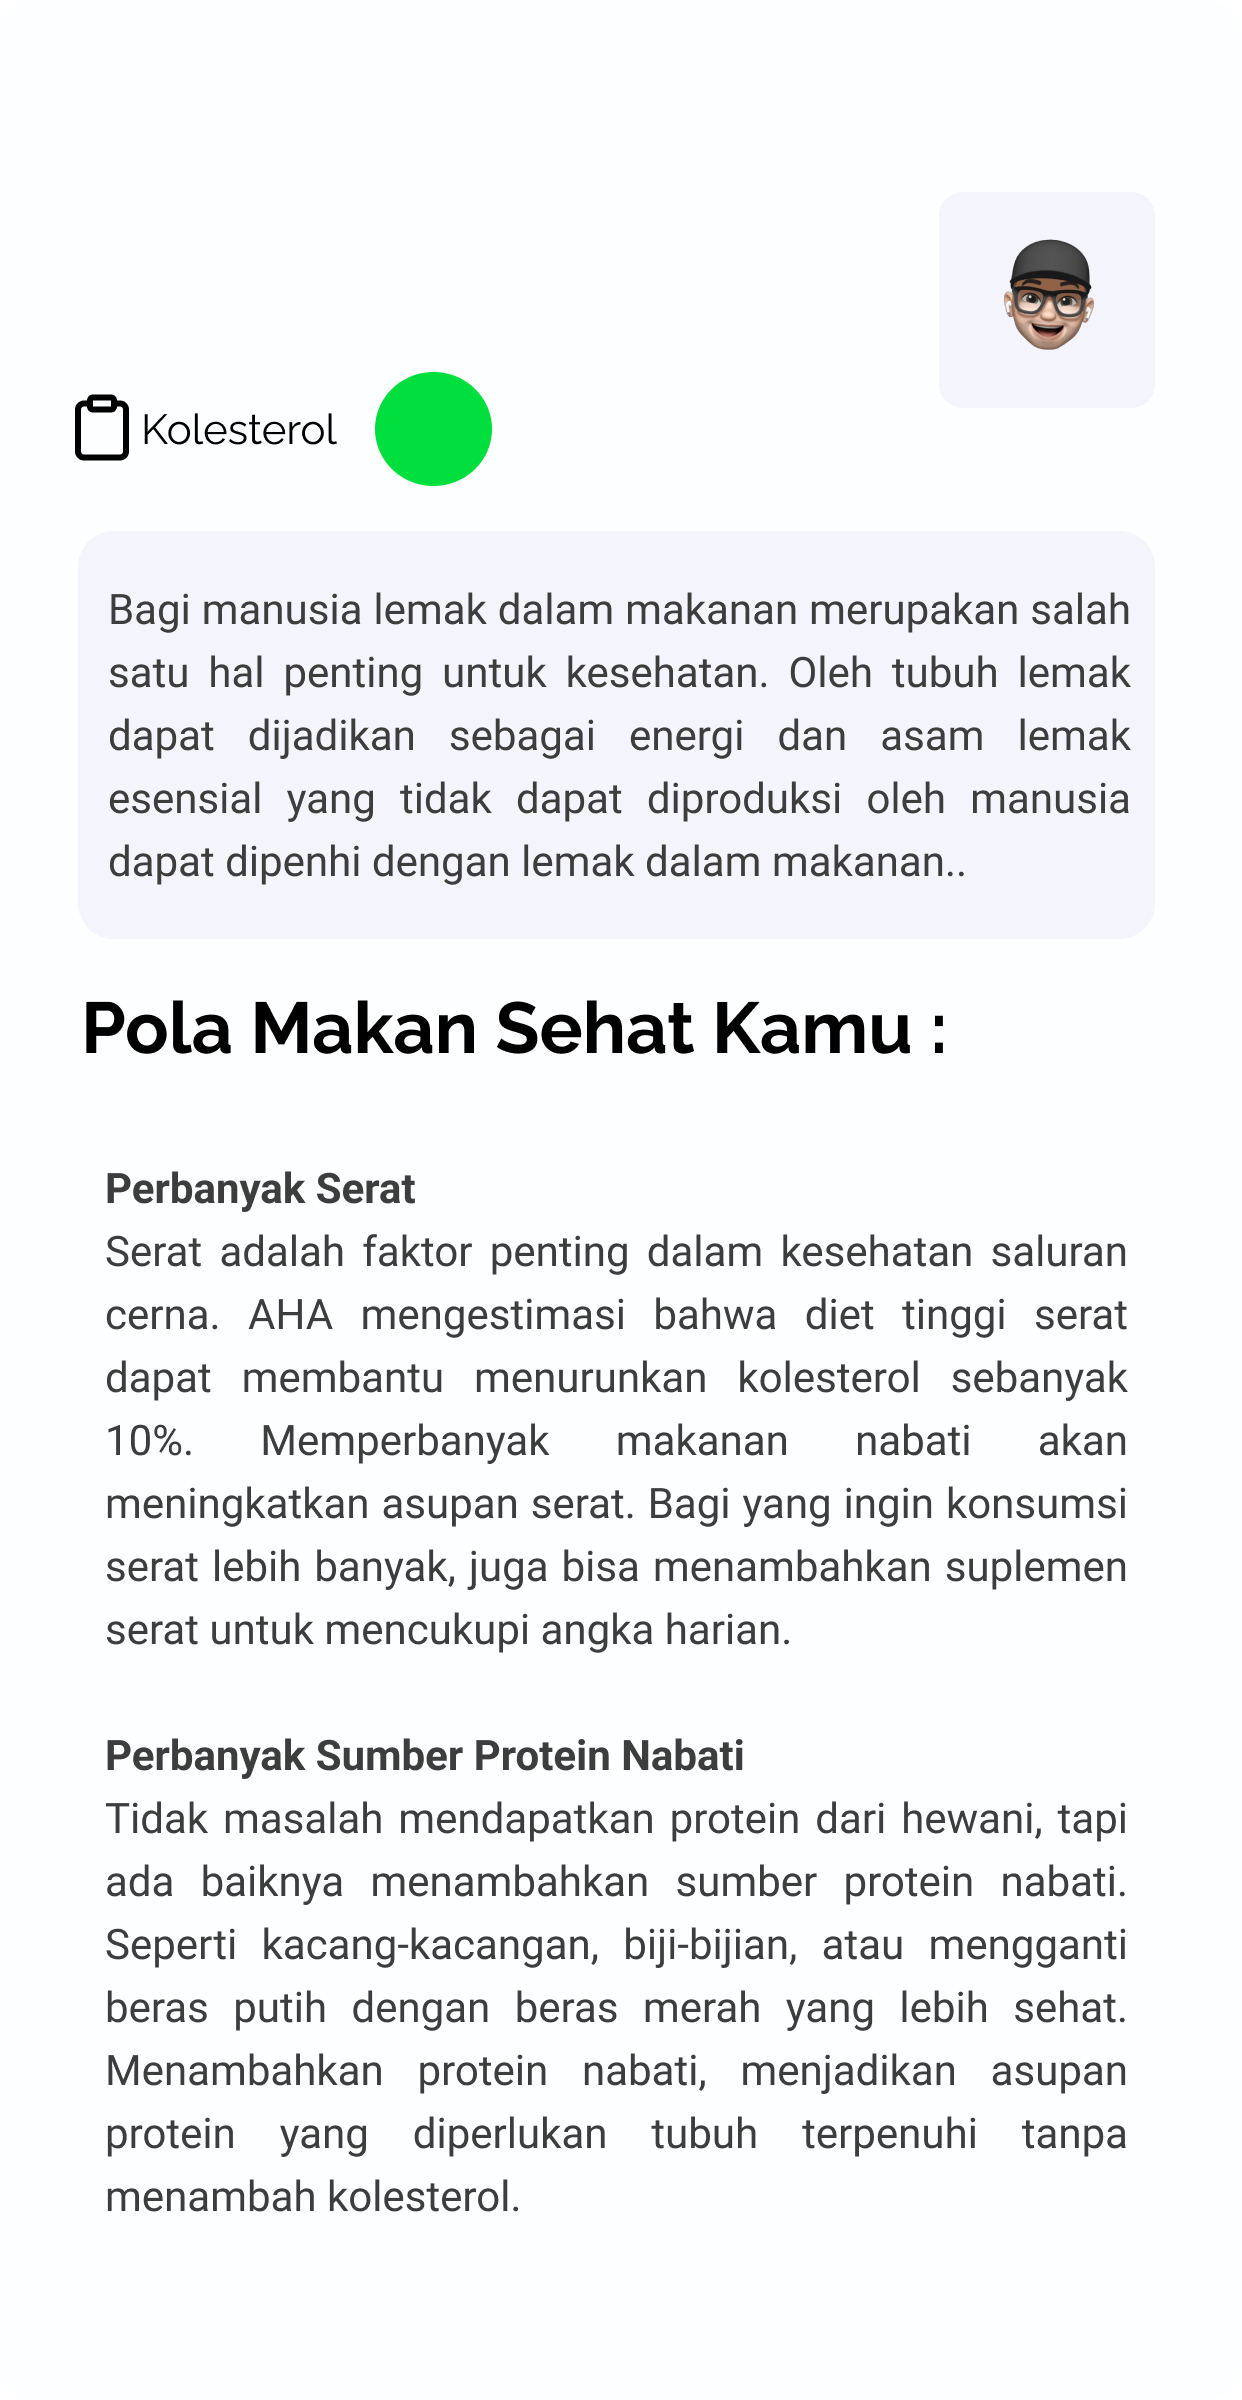 Kolesterol
Bagi manusia lemak dalam makanan merupakan salah
satu hal penting untuk kesehatan. Oleh tubuh lemak
dapat dijadikan sebagai energi dan asam lemak
esensial yang tidak dapat diproduksi oleh manusia
dapat dipenhi dengan lemak dalam makanan..
Pola Makan Sehat Kamu :
Perbanyak Serat
Serat adalah faktor penting dalam kesehatan saluran
cerna. AHA mengestimasi bahwa diet tinggi serat
dapat membantu menurunkan kolesterol sebanyak
10%. Memperbanyak makanan nabati akan
meningkatkan asupan serat. Bagi yang ingin konsumsi
serat lebih banyak, juga bisa menambahkan suplemen
serat untuk mencukupi angka harian.
Perbanyak Sumber Protein Nabati
Tidak masalah mendapatkan protein dari hewani, tapi
ada baiknya menambahkan sumber protein nabati.
Seperti kacang-kacangan, biji-bijian, atau mengganti
beras putih dengan beras merah yang lebih sehat.
Menambahkan protein nabati, menjadikan asupan
protein yang diperlukan tubuh terpenuhi tanpa
menambah kolesterol.